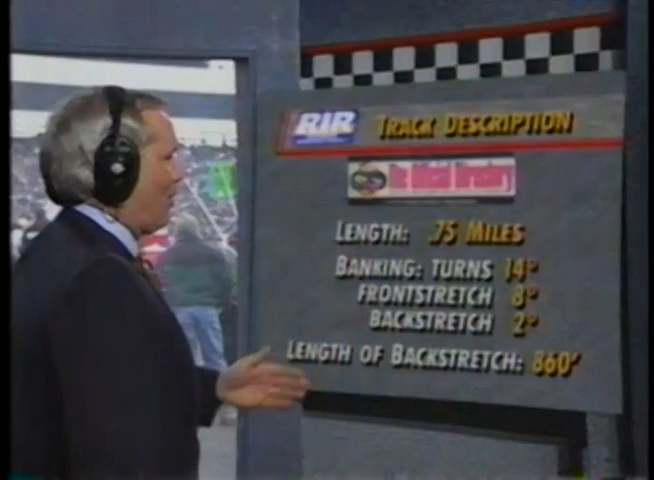 RIR TRACK DESCRIPTION
LENGTH: .75 MILES
BANKING: TURNS 14°
FRONTSTRETCH 8°
BACKSTRETCH 2°
LENGTH OF BACKSTRETCH: 860'